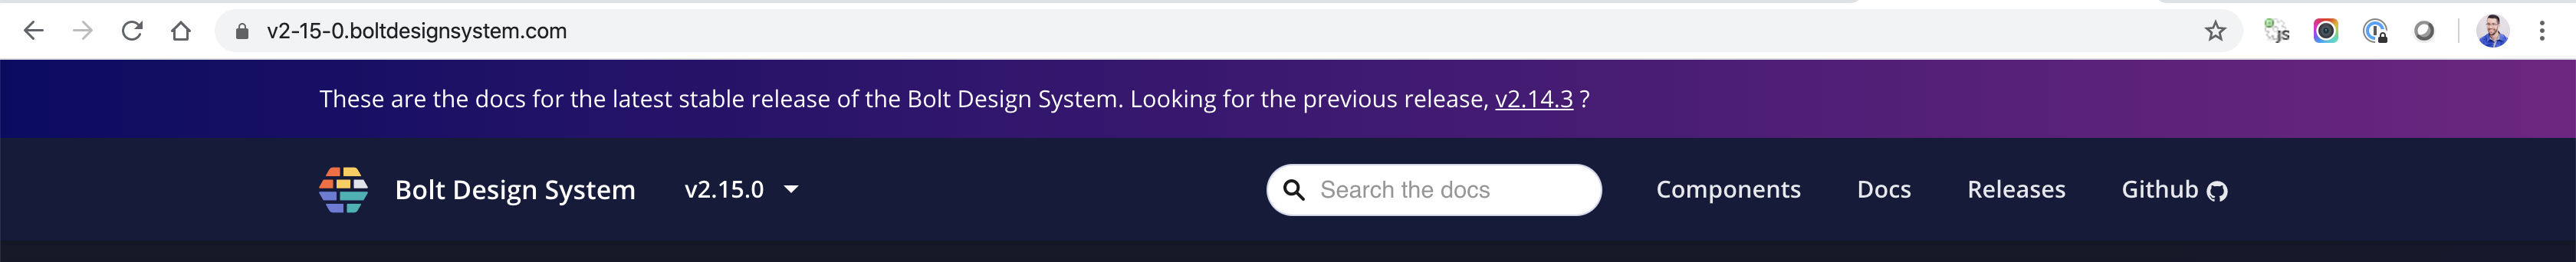 v2-15-0.boltdesignsystem.com
JS
These are the docs for the latest stable release of the Bolt Design System. Looking for the previous release, v2.14.3 ?
Bolt Design System v2.15.0 Search the docs Components Docs Releases Github